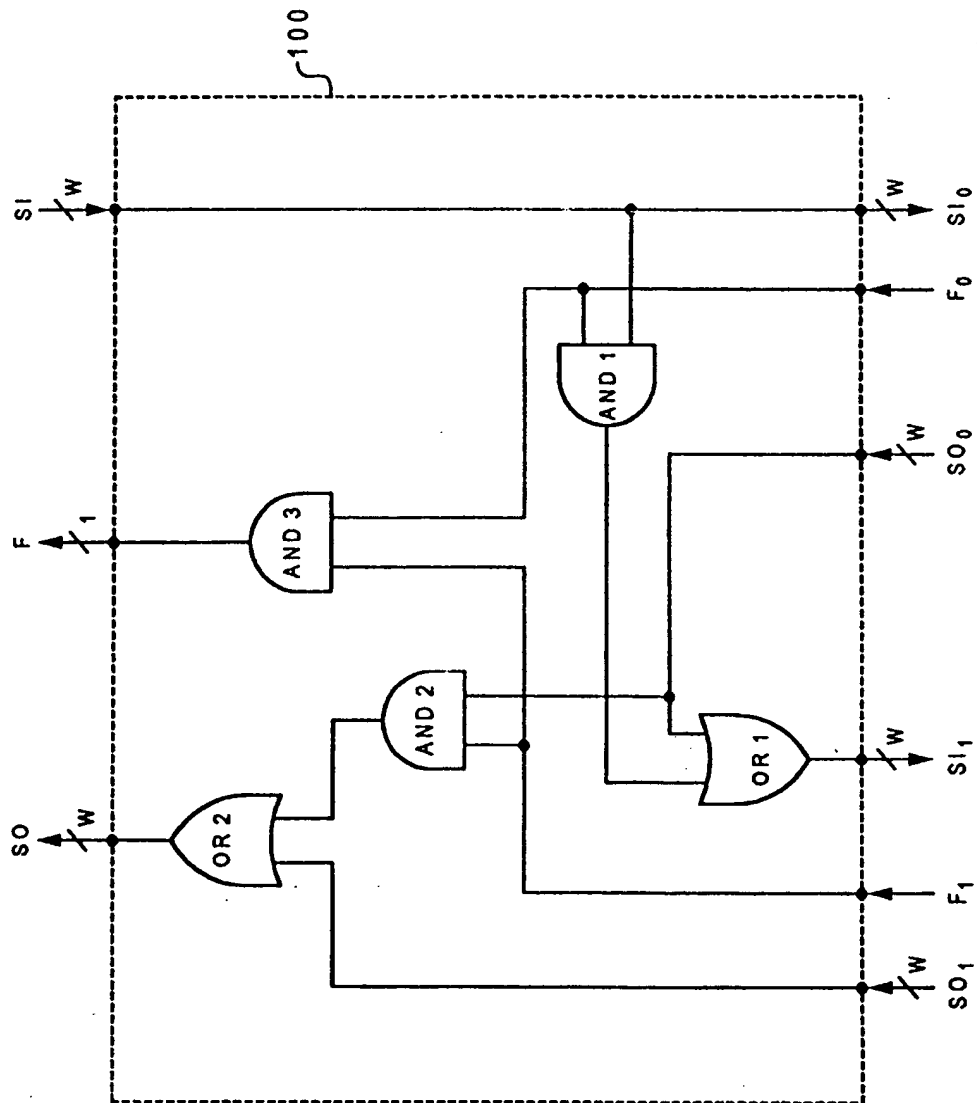 100
SO
W
F
1
SI
W
OR 2
AND 3
AND 2
AND 1
OR 1
W
SO₁
F₁
W
SI₁
W
SO₀
F₀
W
SI₀